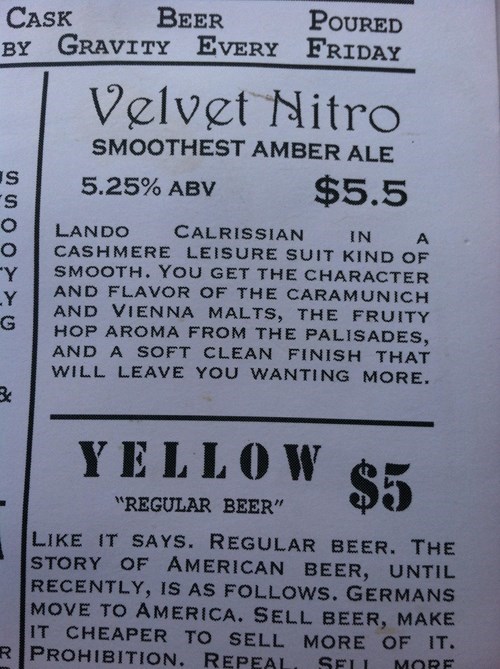 Cask Beer Poured
by Gravity Every Friday
Velvet Nitro
SMOOTHEST AMBER ALE
5.25% ABV $5.5
Lando Calrissian in a
cashmere leisure suit kind of
smooth. You get the character
and flavor of the Caramunich
and Vienna malts, the fruity
hop aroma from the Palisades,
and a soft clean finish that
will leave you wanting more.
&
YELLOW $5
"REGULAR BEER"
Like it says. Regular beer. The
story of American beer, until
recently, is as follows. Germans
move to America. Sell beer, make
it cheaper to sell more of it.
Prohibition. Repeal. Sell more